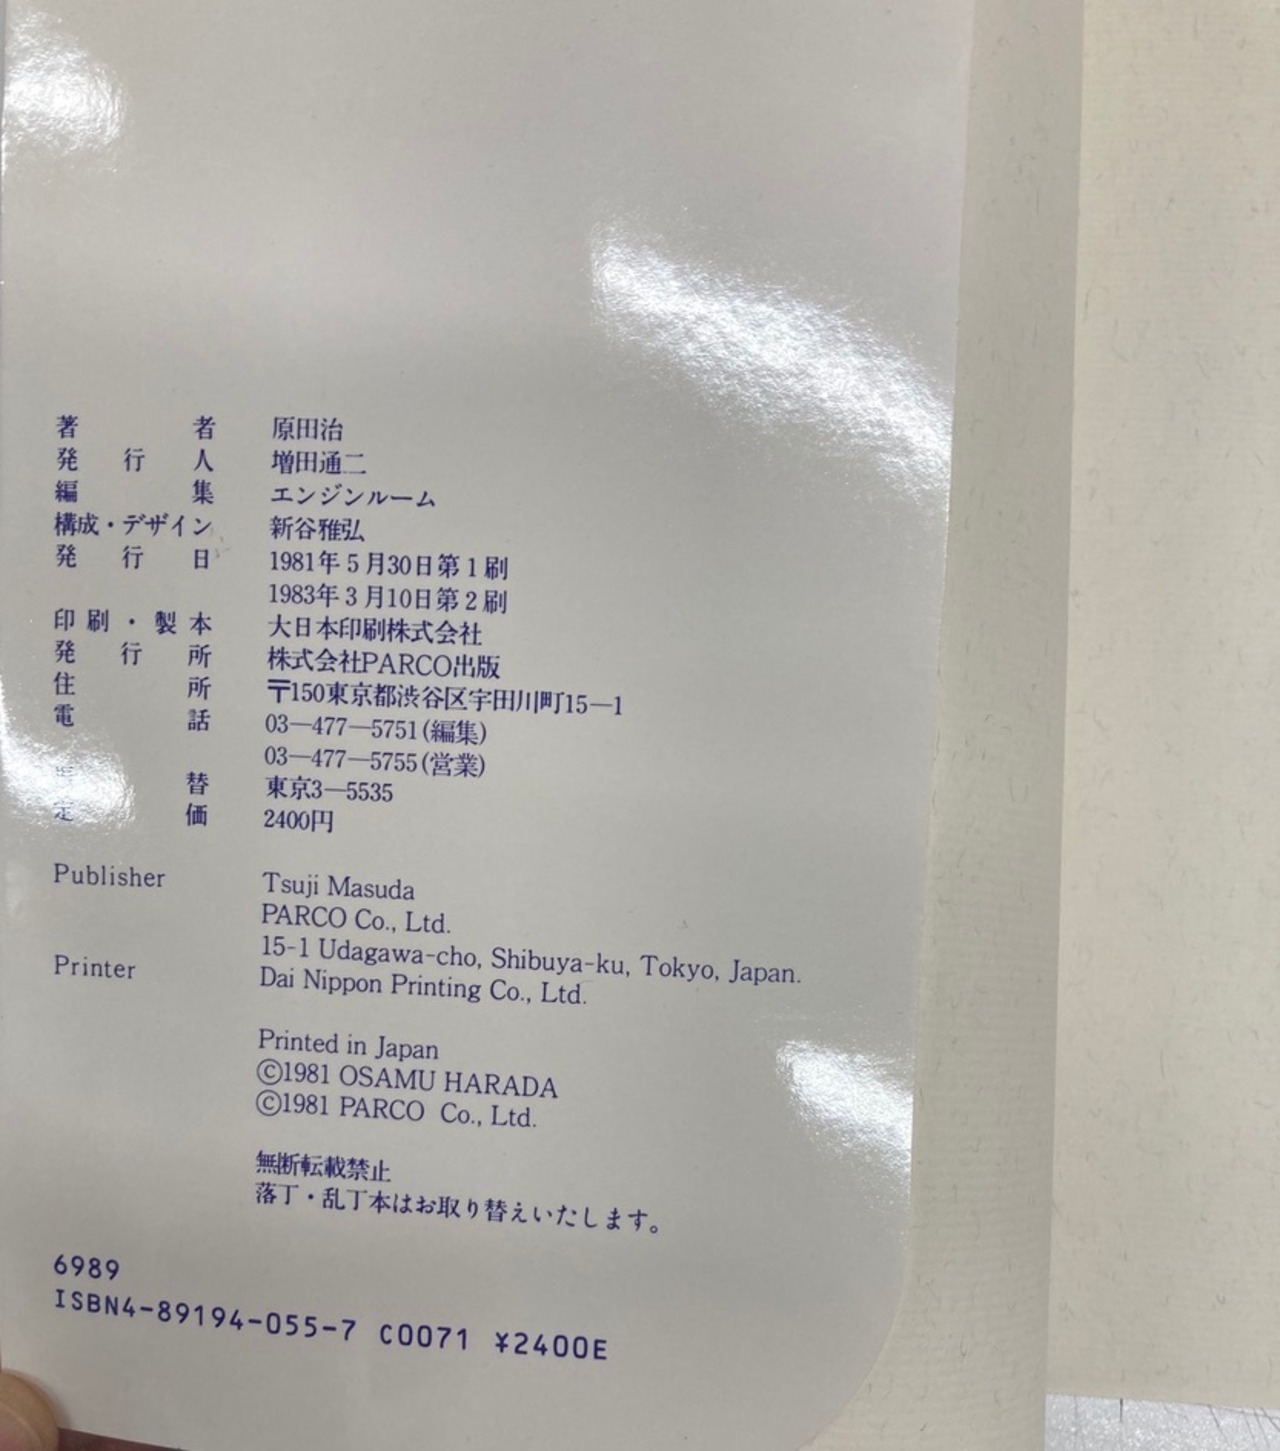 著者 原田治
発行人 増田通二
編集 エンジンルーム
構成・デザイン 新谷雅弘
発行日 1981年5月30日第1刷
1983年3月10日第2刷
印刷・製本 大日本印刷株式会社
発行所 株式会社PARCO出版
住所 〒150東京都渋谷区宇田川町15―1
電話 03―477―5751(編集)
03―477―5755(営業)
替 東京3―5535
定価 2400円
Publisher Tsuji Masuda
PARCO Co., Ltd.
15-1 Udagawa-cho, Shibuya-ku, Tokyo, Japan.
Printer Dai Nippon Printing Co., Ltd.
Printed in Japan
©1981 OSAMU HARADA
©1981 PARCO Co., Ltd.
無断転載禁止
落丁・乱丁本はお取り替えいたします。
6989
ISBN4-89194-055-7 C0071 ¥2400E